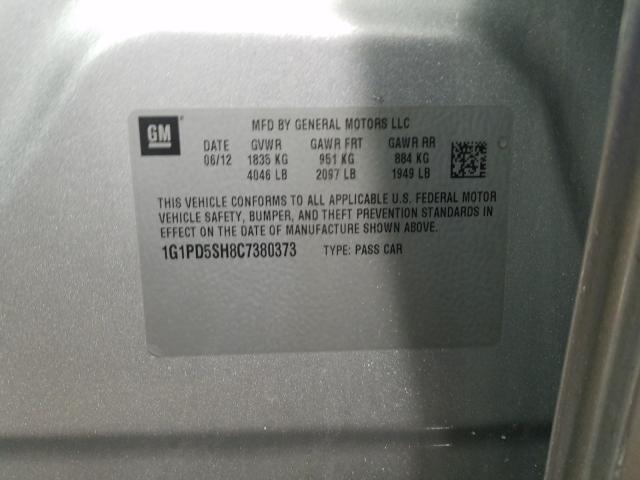 GM
MFD BY GENERAL MOTORS LLC
DATE GVWR GAWR FRT GAWR RR
06/12 1835 KG 951 KG 884 KG
4046 LB 2097 LB 1949 LB
THIS VEHICLE CONFORMS TO ALL APPLICABLE U.S. FEDERAL MOTOR
VEHICLE SAFETY, BUMPER, AND THEFT PREVENTION STANDARDS IN
EFFECT ON THE DATE OF MANUFACTURE SHOWN ABOVE.
1G1PD5SH8C7380373 TYPE: PASS CAR